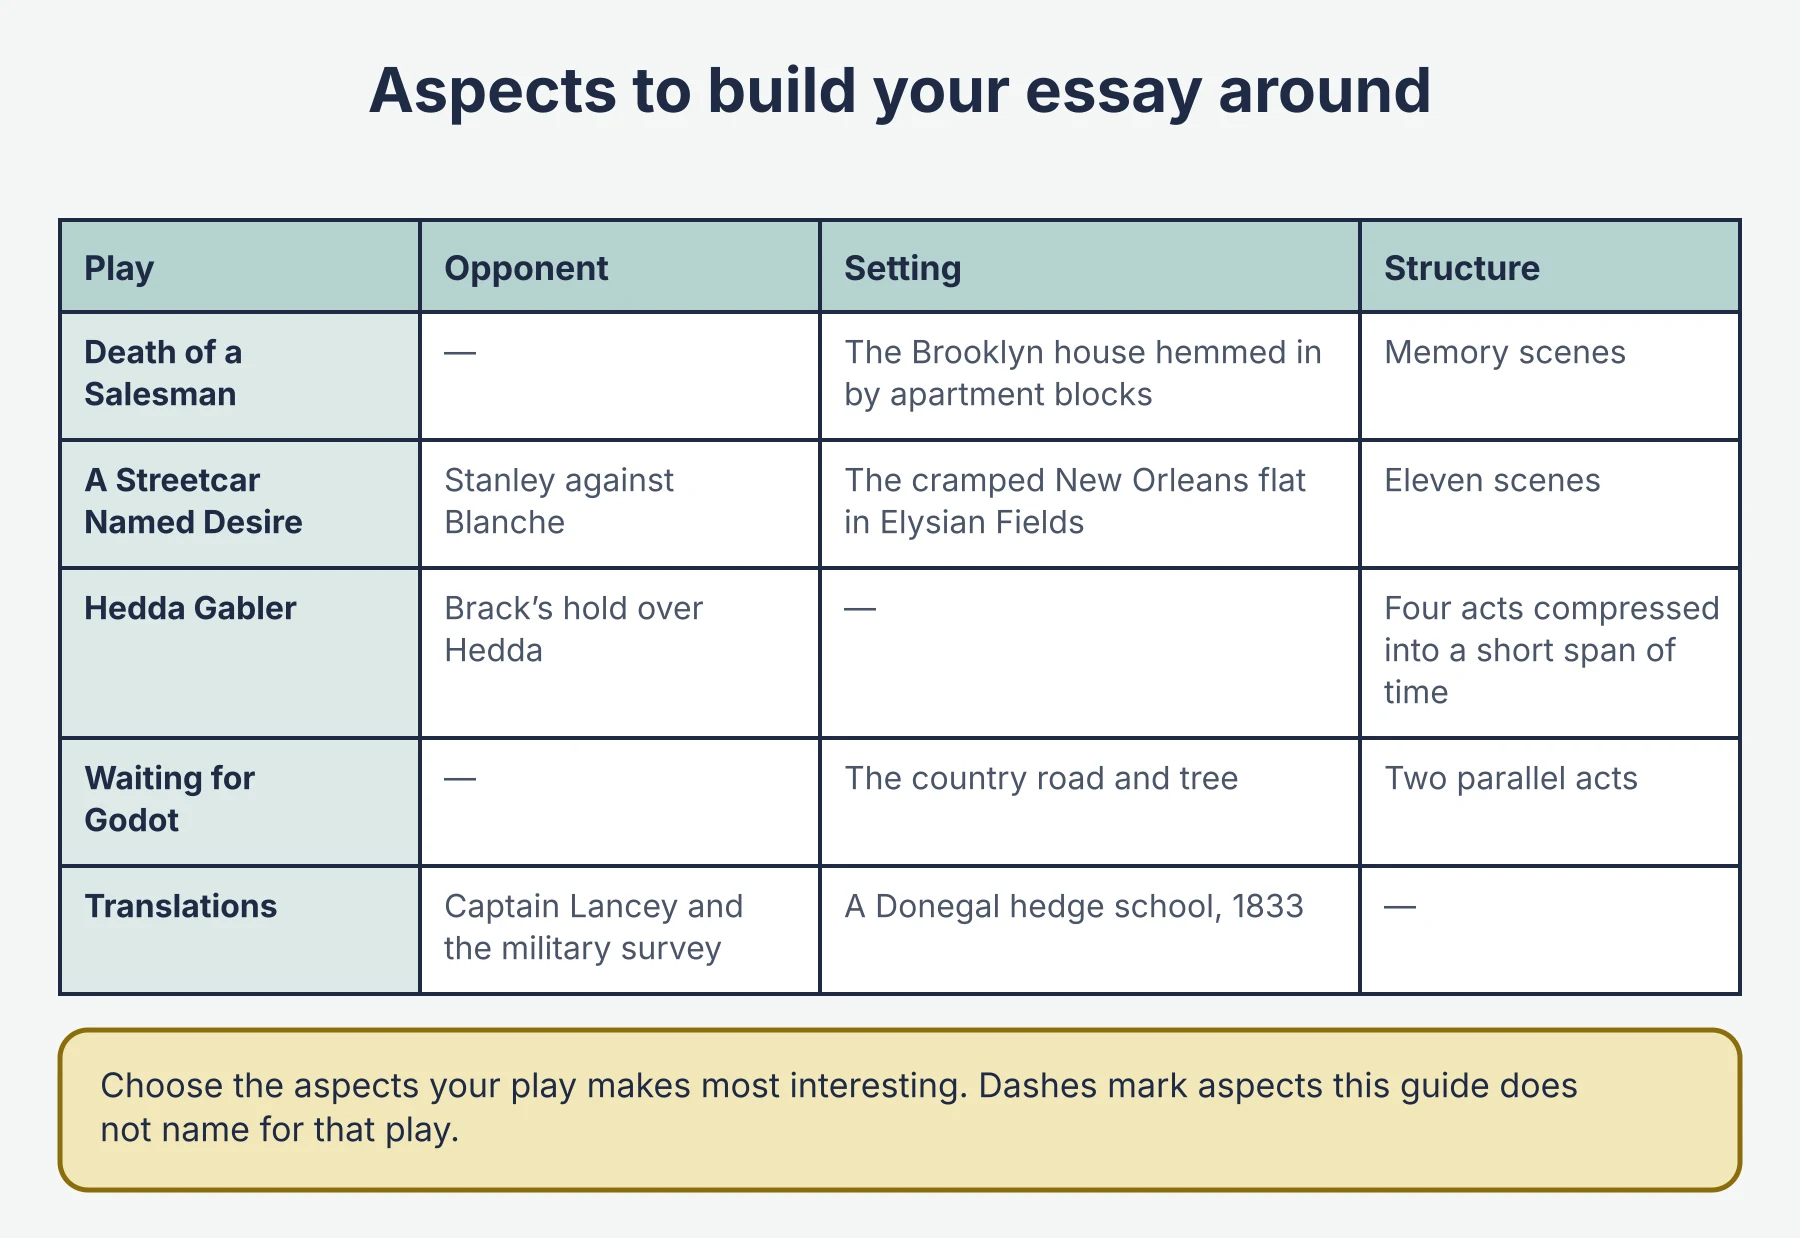 Aspects to build your essay around
Play
Opponent
Setting
Structure
Death of a
Salesman
—
The Brooklyn house hemmed in
by apartment blocks
Memory scenes
A Streetcar
Named Desire
Stanley against
Blanche
The cramped New Orleans flat
in Elysian Fields
Eleven scenes
Hedda Gabler
Brack’s hold over
Hedda
—
Four acts compressed
into a short span of
time
Waiting for
Godot
—
The country road and tree
Two parallel acts
Translations
Captain Lancey and
the military survey
A Donegal hedge school, 1833
—
Choose the aspects your play makes most interesting. Dashes mark aspects this guide does
not name for that play.